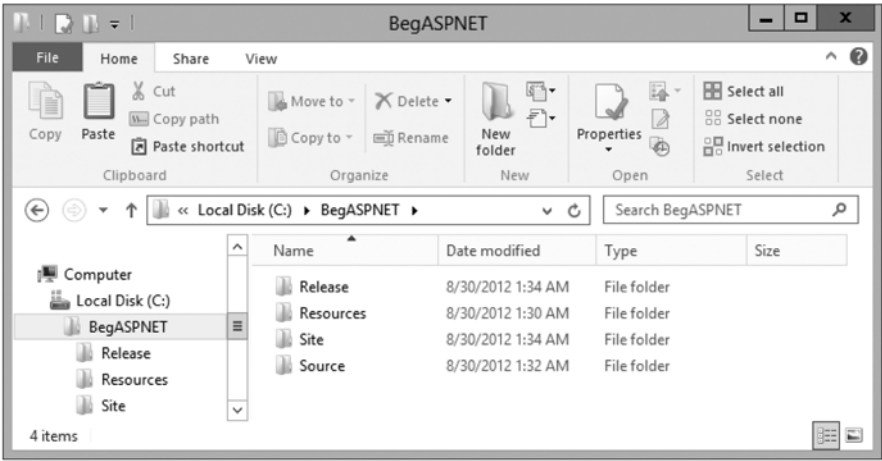 BegASPNET
File Home Share View
Copy
Paste
Cut
Copy path
Paste shortcut
Clipboard
Move to
Copy to
Delete
Rename
Organize
New folder
New
Properties
Open
Select all
Select none
Invert selection
Select
« Local Disk (C:) BegASPNET
Search BegASPNET
Computer
Local Disk (C:)
BegASPNET
Release
Resources
Site
Name Date modified Type Size
Release 8/30/2012 1:34 AM File folder
Resources 8/30/2012 1:30 AM File folder
Site 8/30/2012 1:34 AM File folder
Source 8/30/2012 1:32 AM File folder
4 items